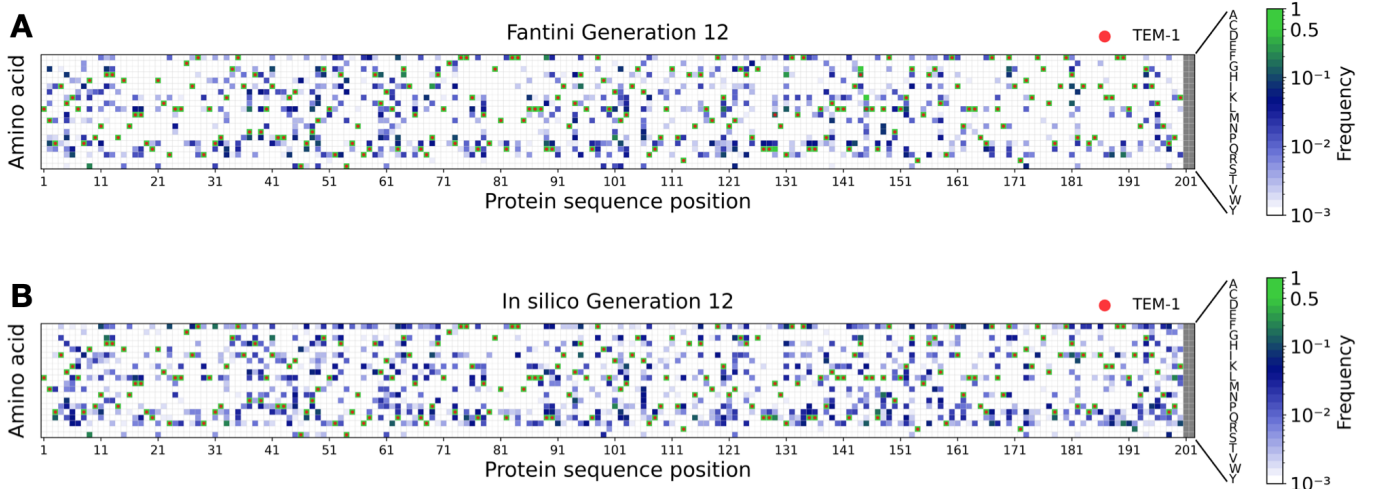 A
Fantini Generation 12
TEM-1
Amino acid
1 11 21 31 41 51 61 71 81 91 101 111 121 131 141 151 161 171 181 191 201
Protein sequence position
A
C
D
E
F
G
H
I
K
L
M
N
P
Q
R
S
T
V
W
Y
1
0.5
10⁻¹
10⁻²
10⁻³
Frequency
B
In silico Generation 12
TEM-1
Amino acid
1 11 21 31 41 51 61 71 81 91 101 111 121 131 141 151 161 171 181 191 201
Protein sequence position
A
C
D
E
F
G
H
I
K
L
M
N
P
Q
R
S
T
V
W
Y
1
0.5
10⁻¹
10⁻²
10⁻³
Frequency